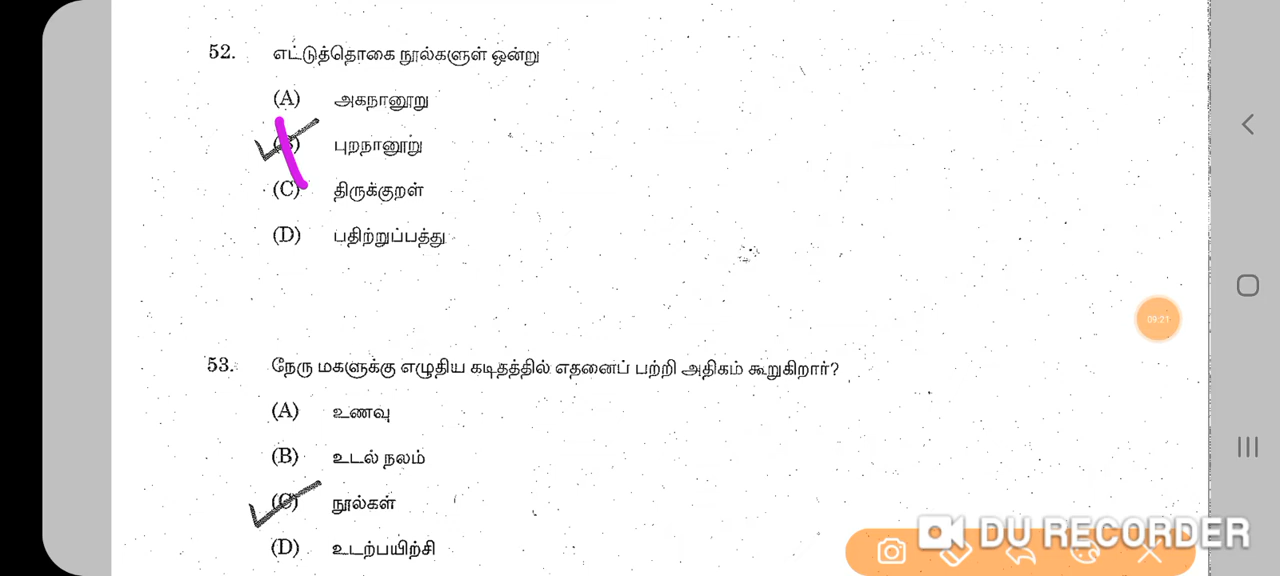 52. எட்டுத்தொகை நூல்களுள் ஒன்று
(A) அகநானூறு
(B) புறநானூறு
(C) திருக்குறள்
(D) பதிற்றுப்பத்து
09:21
53. நேரு மகளுக்கு எழுதிய கடிதத்தில் எதனைப் பற்றி அதிகம் கூறுகிறார்?
(A) உணவு
(B) உடல் நலம்
(C) நூல்கள்
DU RECORDER
(D) உடற்பயிற்சி